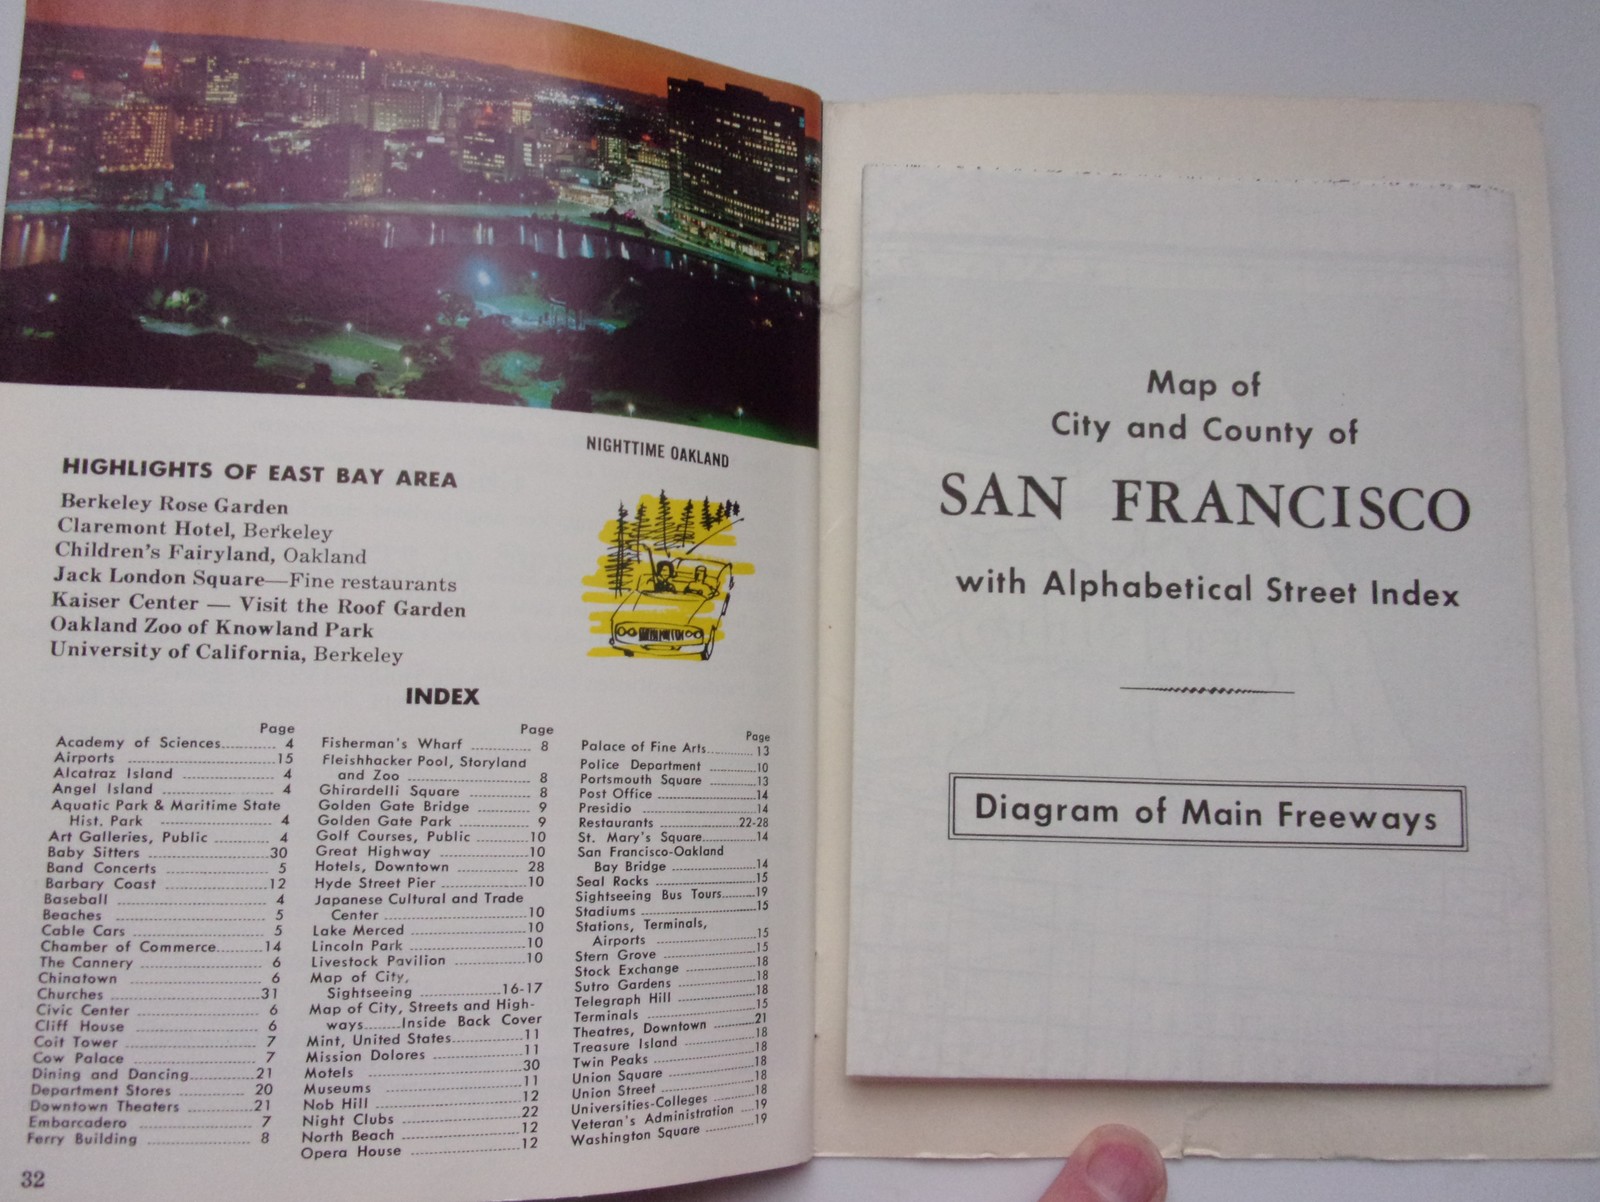 NIGHTTIME OAKLAND
HIGHLIGHTS OF EAST BAY AREA
Berkeley Rose Garden
Claremont Hotel, Berkeley
Children's Fairyland, Oakland
Jack London Square—Fine restaurants
Kaiser Center — Visit the Roof Garden
Oakland Zoo of Knowland Park
University of California, Berkeley
INDEX
Page
Academy of Sciences 4
Airports 15
Alcatraz Island 4
Angel Island 4
Aquatic Park & Maritime State
Hist. Park 4
Art Galleries, Public 4
Baby Sitters 30
Band Concerts 5
Barbary Coast 12
Baseball 4
Beaches 5
Cable Cars 5
Chamber of Commerce 14
The Cannery 6
Chinatown 6
Churches 31
Civic Center 6
Cliff House 6
Coit Tower 7
Cow Palace 7
Dining and Dancing 21
Department Stores 20
Downtown Theaters 21
Embarcadero 7
Ferry Building 8
Page
Fisherman's Wharf 8
Fleishhacker Pool, Storyland
and Zoo 8
Ghirardelli Square 8
Golden Gate Bridge 9
Golden Gate Park 9
Golf Courses, Public 10
Great Highway 10
Hotels, Downtown 28
Hyde Street Pier 10
Japanese Cultural and Trade
Center 10
Lake Merced 10
Lincoln Park 10
Livestock Pavilion 10
Map of City,
Sightseeing 16-17
Map of City, Streets and High-
ways Inside Back Cover
Mint, United States 11
Mission Dolores 11
Motels 30
Museums 11
Nob Hill 12
Night Clubs 22
North Beach 12
Opera House 12
Page
Palace of Fine Arts 13
Police Department 10
Portsmouth Square 13
Post Office 14
Presidio 14
Restaurants 22-28
St. Mary's Square 14
San Francisco-Oakland
Bay Bridge 14
Seal Rocks 15
Sightseeing Bus Tours 19
Stadiums 15
Stations, Terminals,
Airports 15
Stern Grove 15
Stock Exchange 18
Sutro Gardens 18
Telegraph Hill 18
Terminals 15
Theatres, Downtown 21
Treasure Island 18
Twin Peaks 18
Union Square 18
Union Street 18
Universities-Colleges 18
Veteran's Administration 19
Washington Square 19
32
Map of
City and County of
SAN FRANCISCO
with Alphabetical Street Index
Diagram of Main Freeways